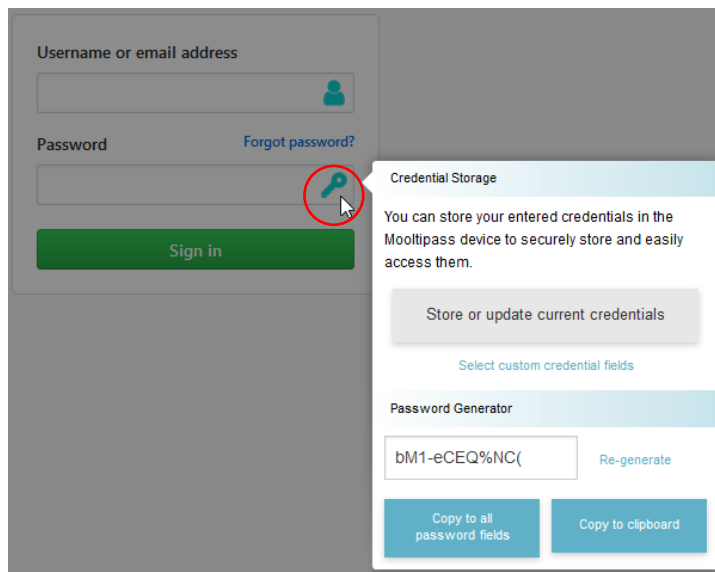 Username or email address
Password
Forgot password?
Sign in
Credential Storage
You can store your entered credentials in the
Mooltipass device to securely store and easily
access them.
Store or update current credentials
Select custom credential fields
Password Generator
bM1-eCEQ%NC(
Re-generate
Copy to all
password fields
Copy to clipboard